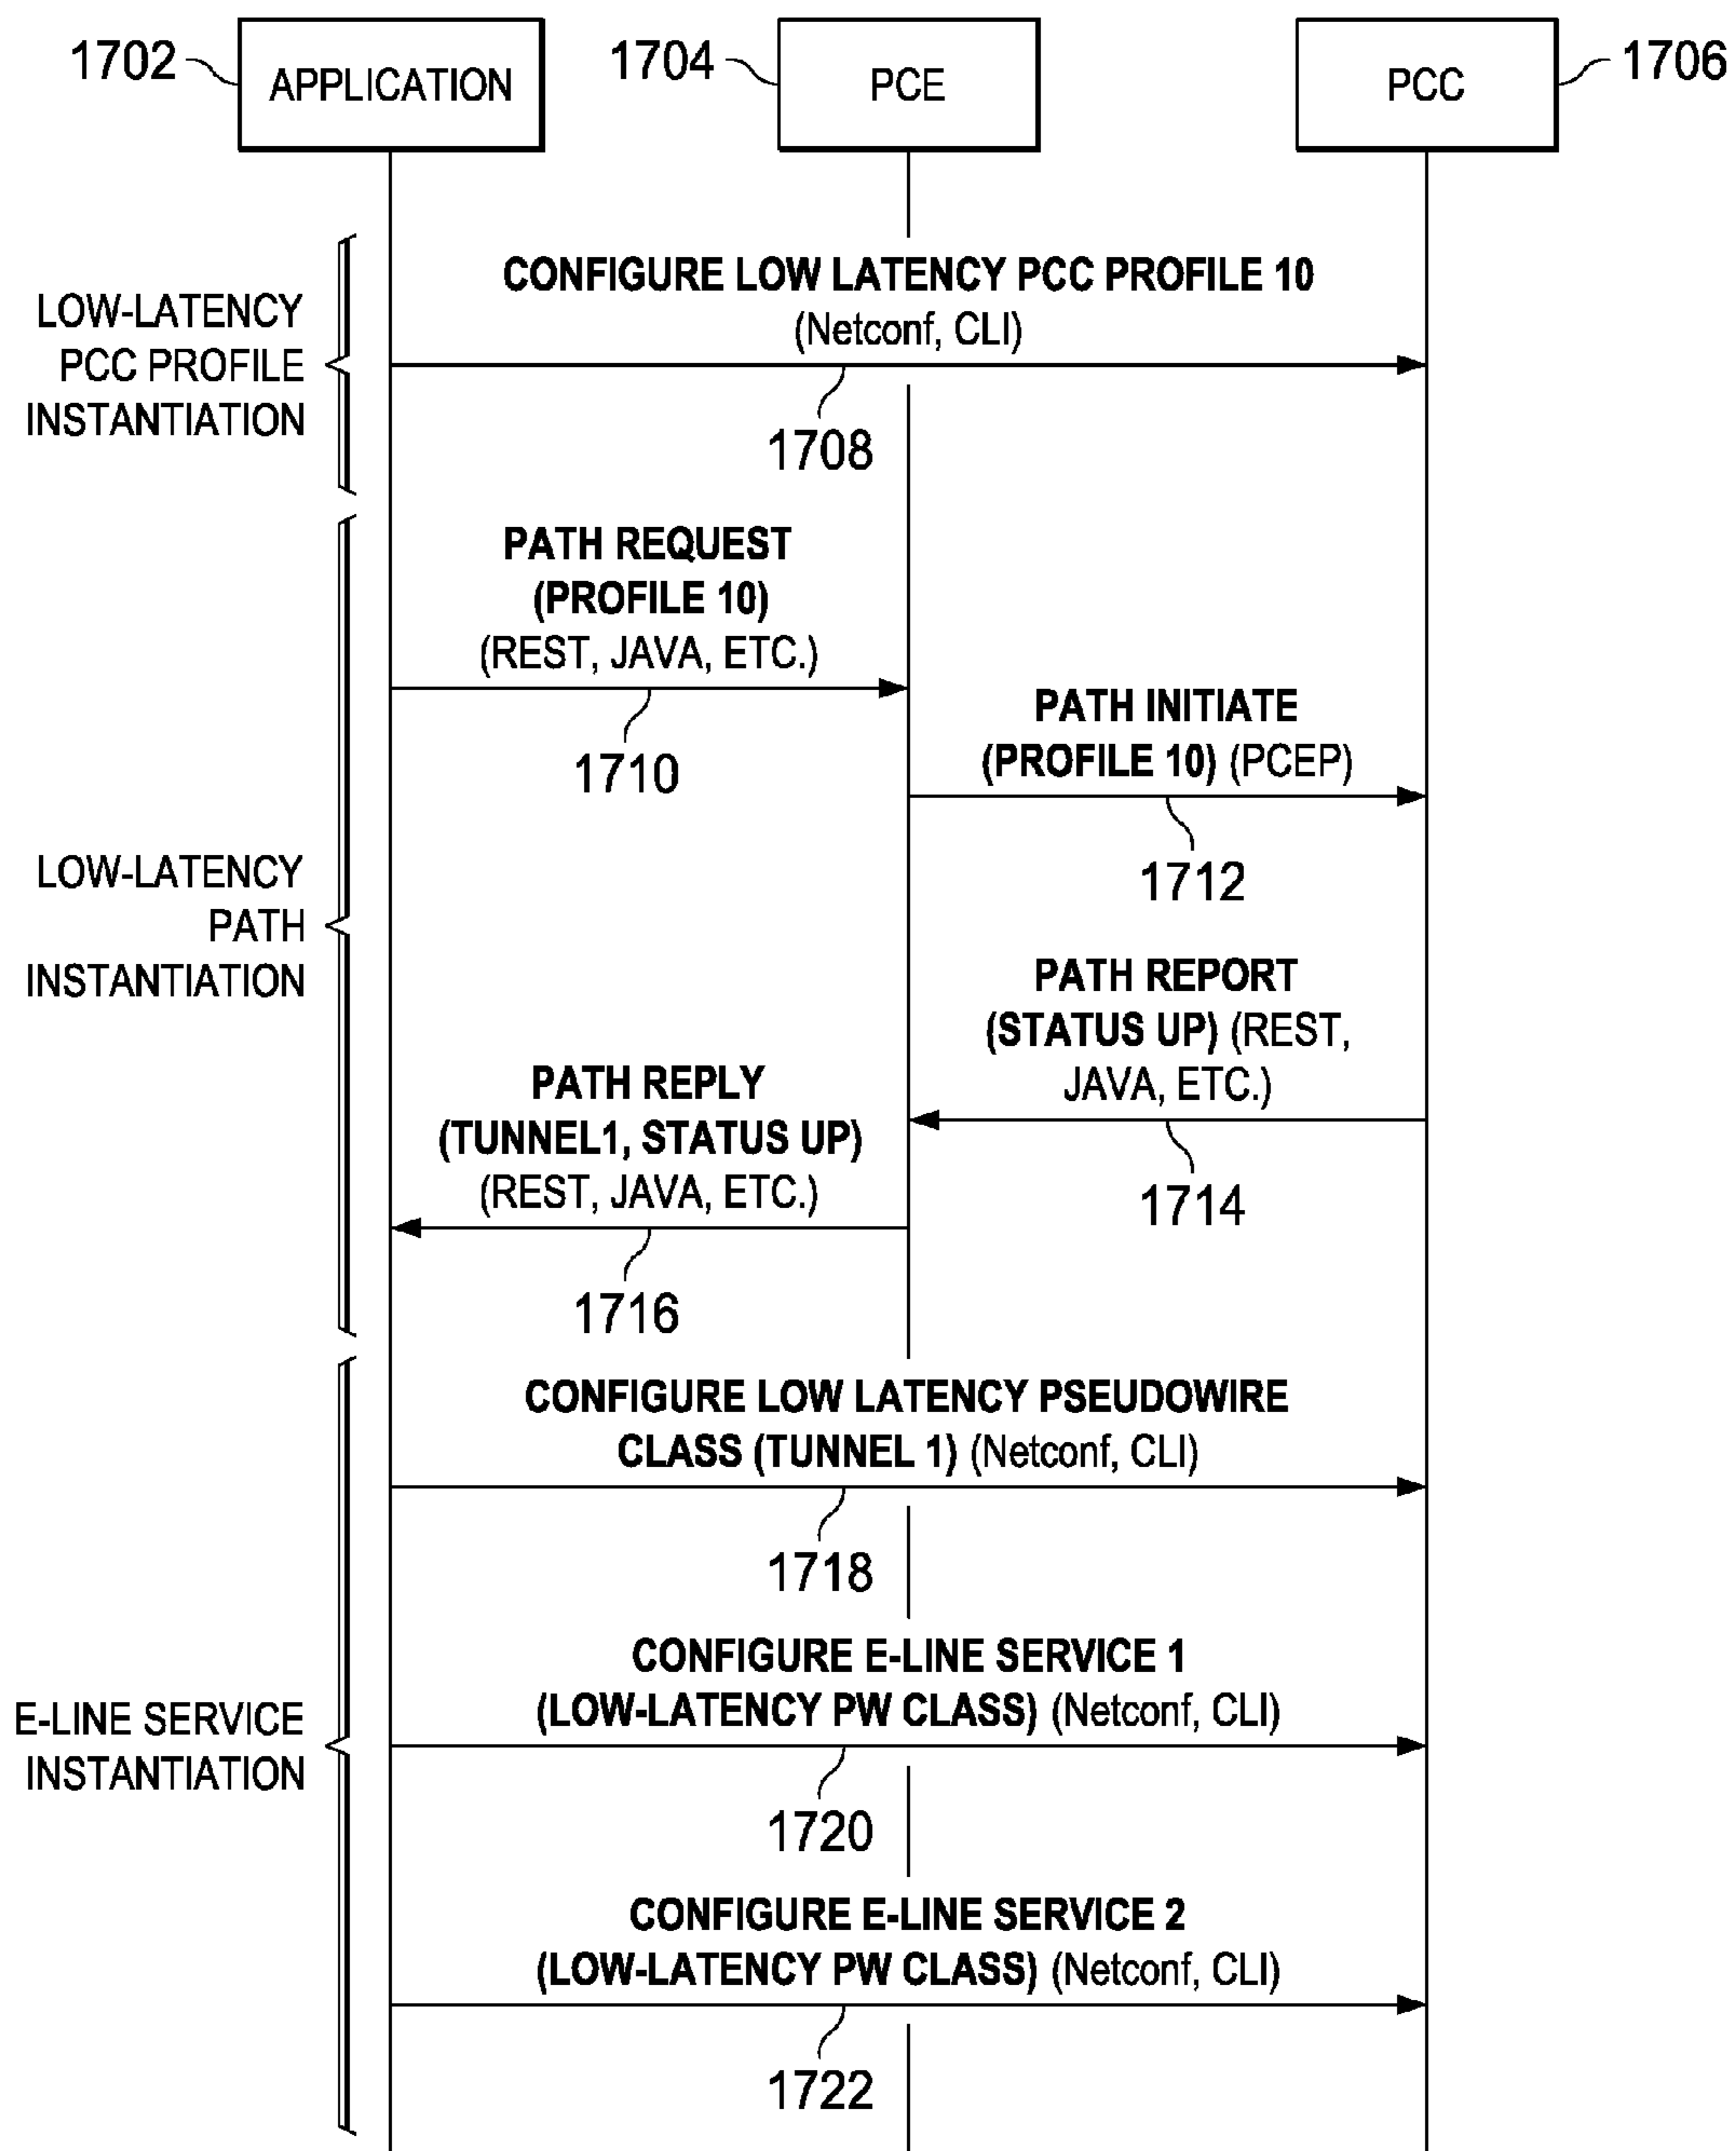 1702
APPLICATION
1704
PCE
PCC
1706
LOW-LATENCY
PCC PROFILE
INSTANTIATION
CONFIGURE LOW LATENCY PCC PROFILE 10
(Netconf, CLI)
1708
LOW-LATENCY
PATH
INSTANTIATION
PATH REQUEST
(PROFILE 10)
(REST, JAVA, ETC.)
1710
PATH INITIATE
(PROFILE 10) (PCEP)
1712
PATH REPORT
(STATUS UP) (REST,
JAVA, ETC.)
1714
PATH REPLY
(TUNNEL1, STATUS UP)
(REST, JAVA, ETC.)
1716
E-LINE SERVICE
INSTANTIATION
CONFIGURE LOW LATENCY PSEUDOWIRE
CLASS (TUNNEL 1) (Netconf, CLI)
1718
CONFIGURE E-LINE SERVICE 1
(LOW-LATENCY PW CLASS) (Netconf, CLI)
1720
CONFIGURE E-LINE SERVICE 2
(LOW-LATENCY PW CLASS) (Netconf, CLI)
1722